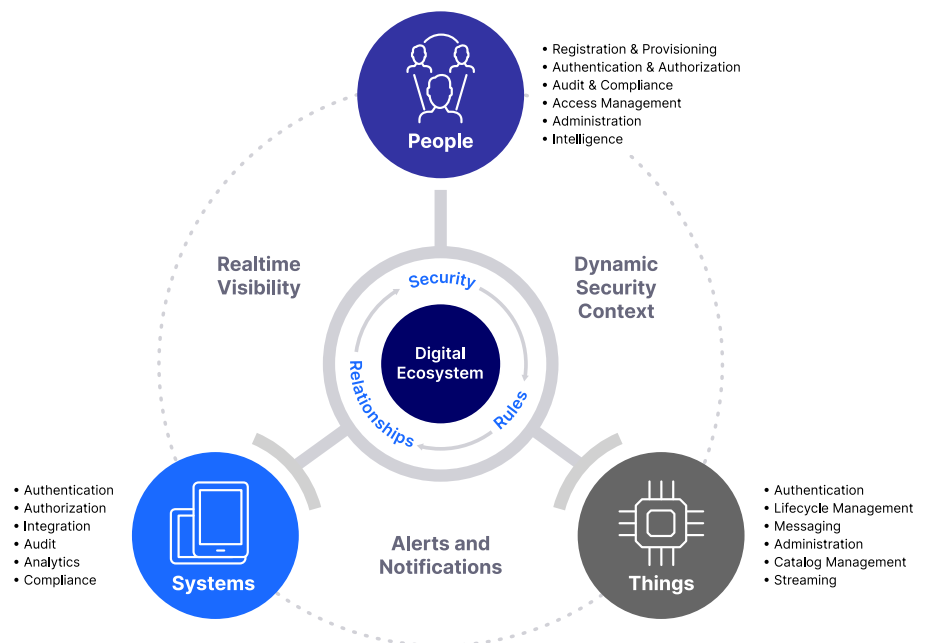 People
• Registration & Provisioning
• Authentication & Authorization
• Audit & Compliance
• Access Management
• Administration
• Intelligence
Realtime
Visibility
Dynamic
Security
Context
Security
Rules
Relationships
Digital
Ecosystem
• Authentication
• Authorization
• Integration
• Audit
• Analytics
• Compliance
Systems
Alerts and
Notifications
Things
• Authentication
• Lifecycle Management
• Messaging
• Administration
• Catalog Management
• Streaming